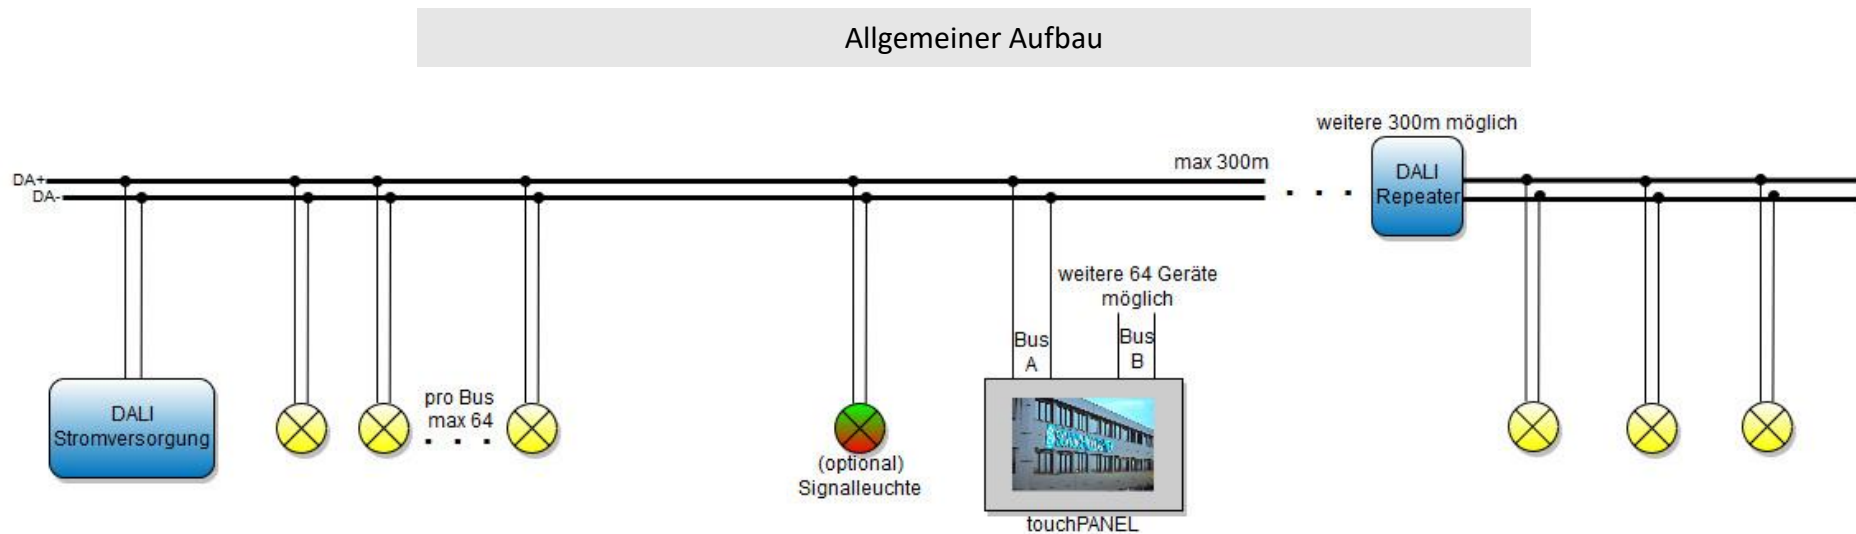 Allgemeiner Aufbau
weitere 300m möglich
max 300m
DALI
Repeater
DA+
DA-
weitere 64 Geräte
möglich
Bus
A
Bus
B
pro Bus
max 64
DALI
Stromversorgung
(optional)
Signalleuchte
touchPANEL